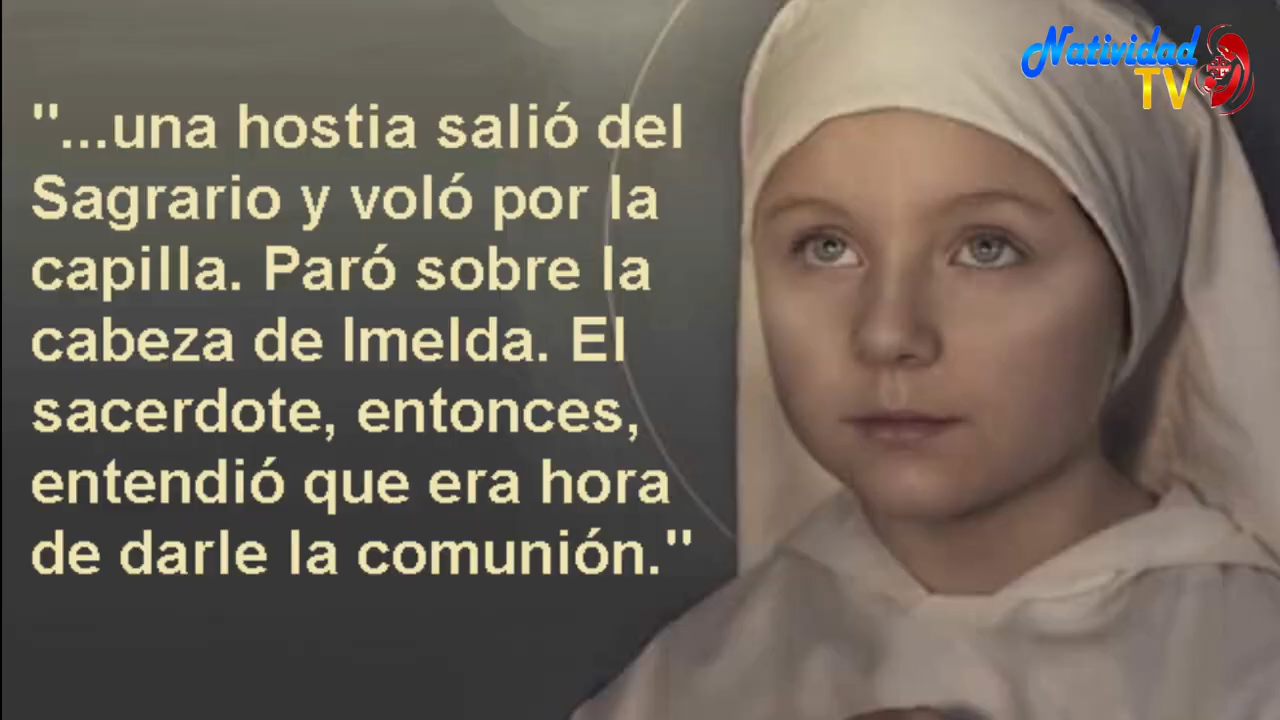 Natividad
TV
"...una hostia salió del
Sagrario y voló por la
capilla. Paró sobre la
cabeza de Imelda. El
sacerdote, entonces,
entendió que era hora
de darle la comunión."